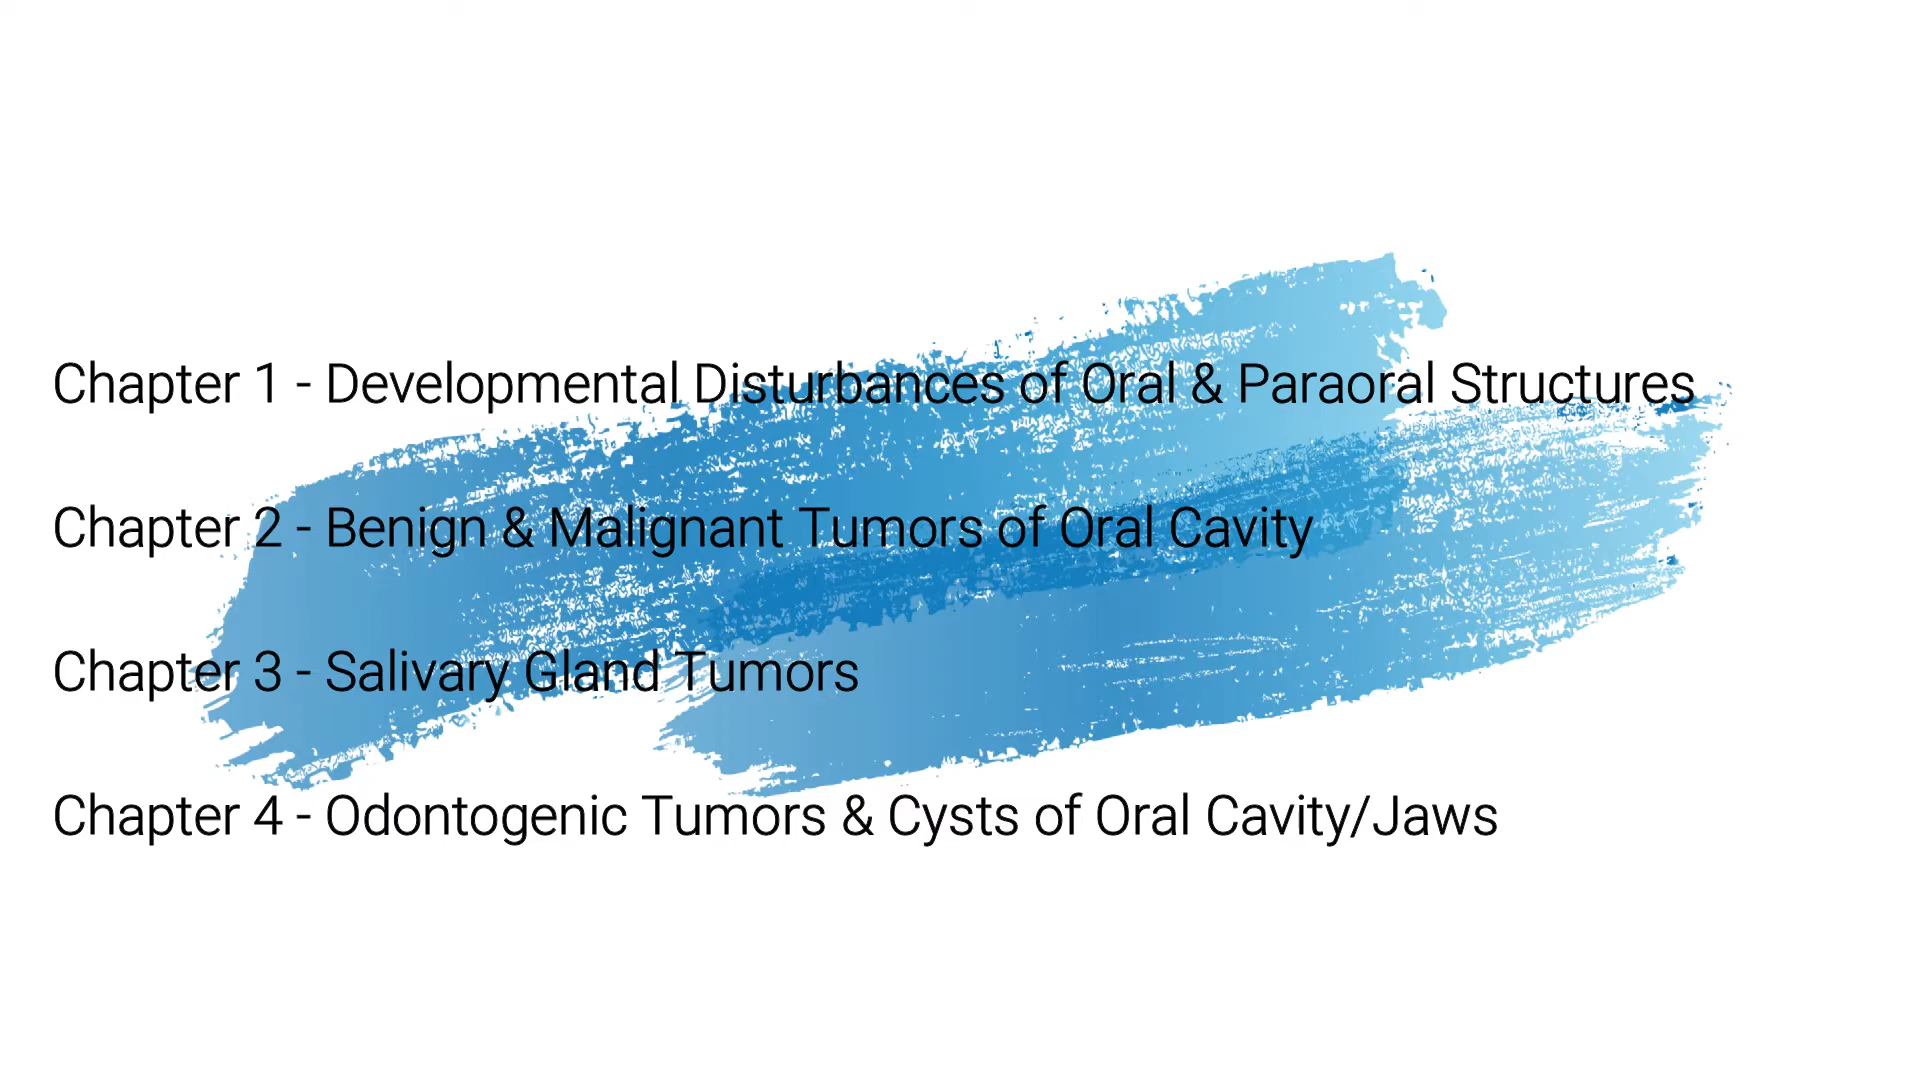 Chapter 1 - Developmental Disturbances of Oral & Paraoral Structures
Chapter 2 - Benign & Malignant Tumors of Oral Cavity
Chapter 3 - Salivary Gland Tumors
Chapter 4 - Odontogenic Tumors & Cysts of Oral Cavity/Jaws